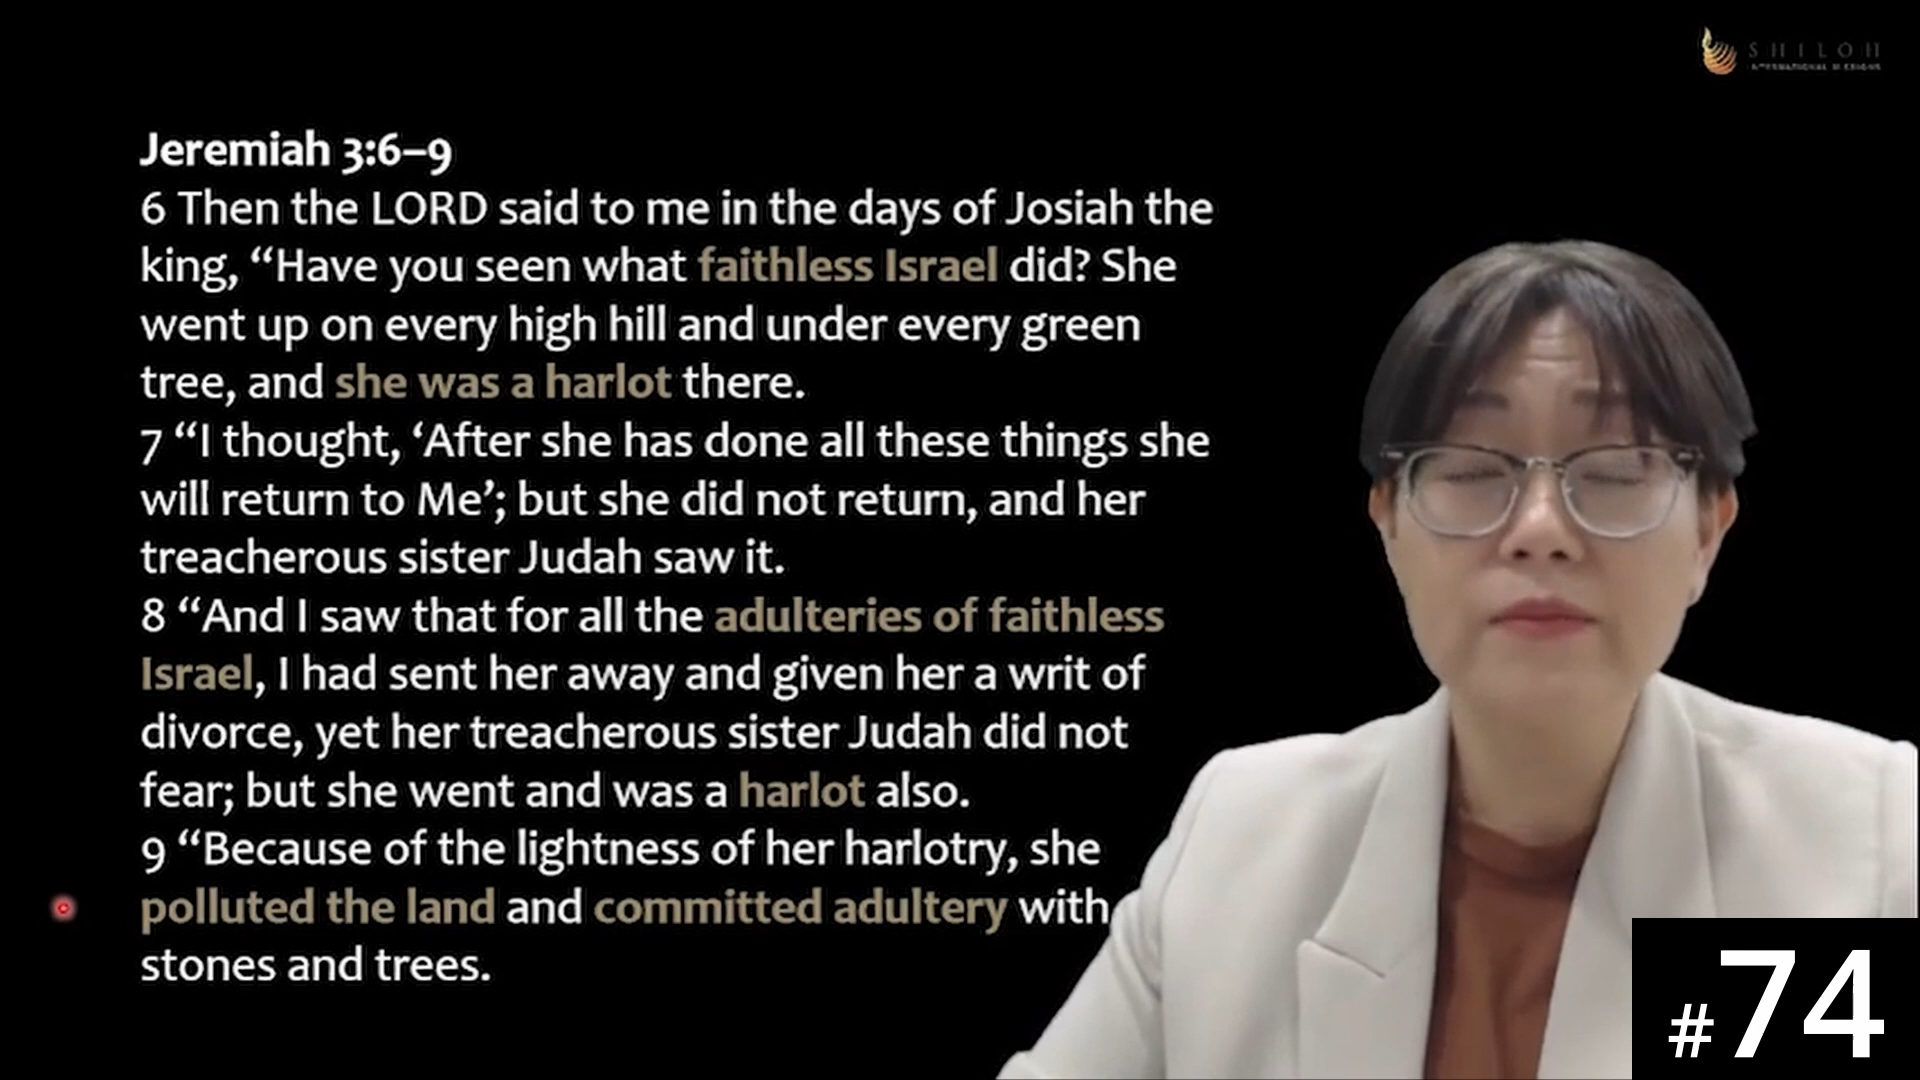 SHILOH
INTERNATIONAL MISSIONS
Jeremiah 3:6–9
6 Then the LORD said to me in the days of Josiah the
king, “Have you seen what faithless Israel did? She
went up on every high hill and under every green
tree, and she was a harlot there.
7 “I thought, ‘After she has done all these things she
will return to Me’; but she did not return, and her
treacherous sister Judah saw it.
8 “And I saw that for all the adulteries of faithless
Israel, I had sent her away and given her a writ of
divorce, yet her treacherous sister Judah did not
fear; but she went and was a harlot also.
9 “Because of the lightness of her harlotry, she
polluted the land and committed adultery with
stones and trees.
#74